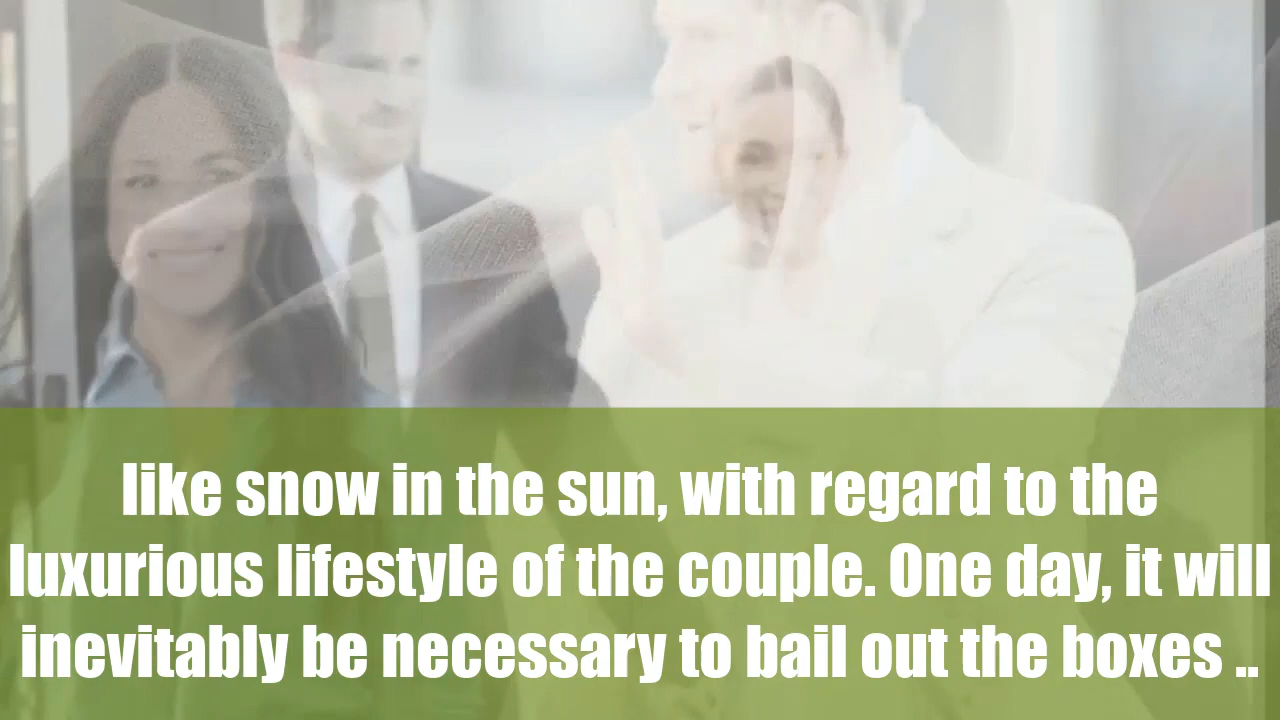 like snow in the sun, with regard to the
luxurious lifestyle of the couple. One day, it will
inevitably be necessary to bail out the boxes ..